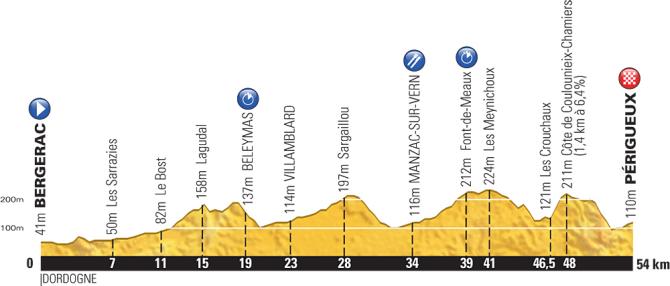 200m
100m
41m BERGERAC
50m Les Sarrazies
82m Le Bost
158m Lagudal
137m BELEYMAS
114m VILLAMBLARD
197m Sargaillou
116m MANZAC-SUR-VERN
212m Font-de-Meaux
224m Les Meynichoux
121m Les Crouchaux
211m Côte de Coulounieix-Chamiers
(1,4 km à 6,4%)
110m PÉRIGUEUX
0 7 11 15 19 23 28 34 39 41 46,5 48 54 km
DORDOGNE